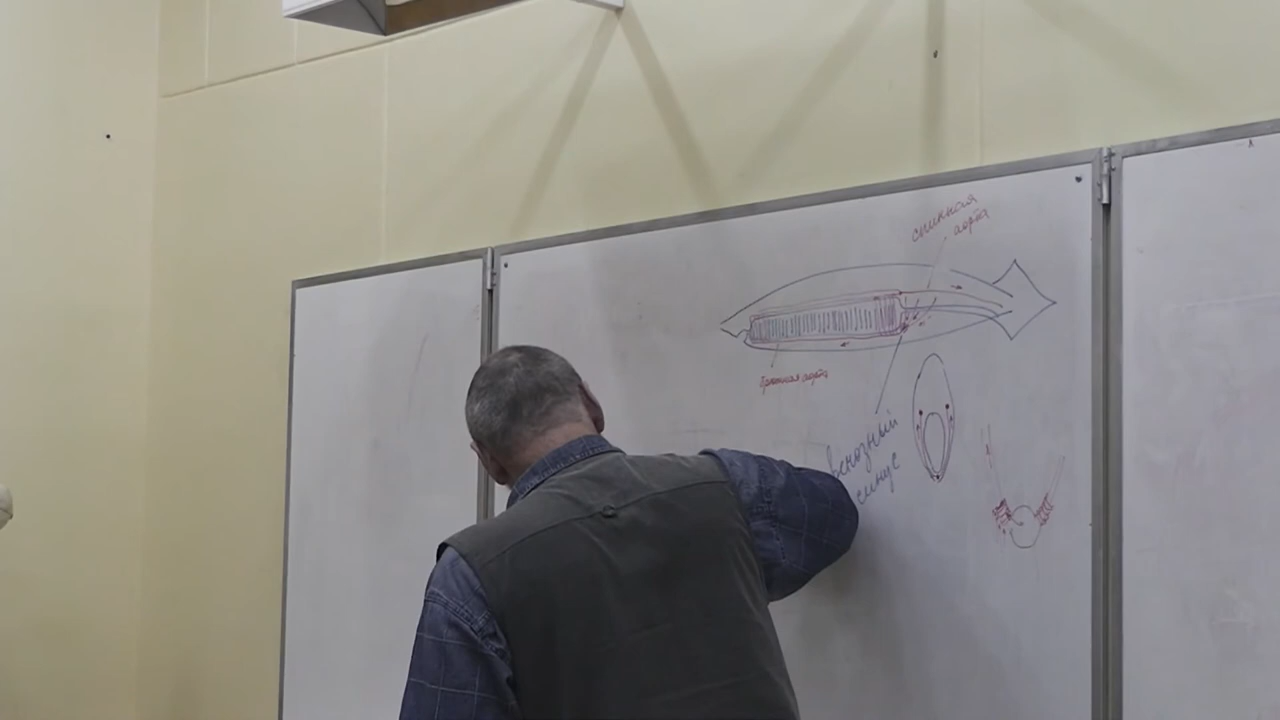 спинная
аорта
брюшная аорта
венозный
синус